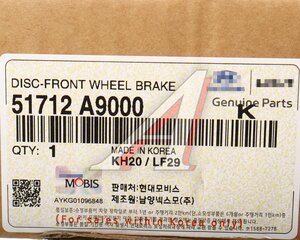 DISC-FRONT WHEEL BRAKE
51712 A9000
K
Genuine Parts
QTY: 1
MADE IN KOREA
KH20 / LF29
MOBIS
AYKG01096848
판매처:현대모비스
제조원:남양넥스모(주)
(For sales within Korea only)